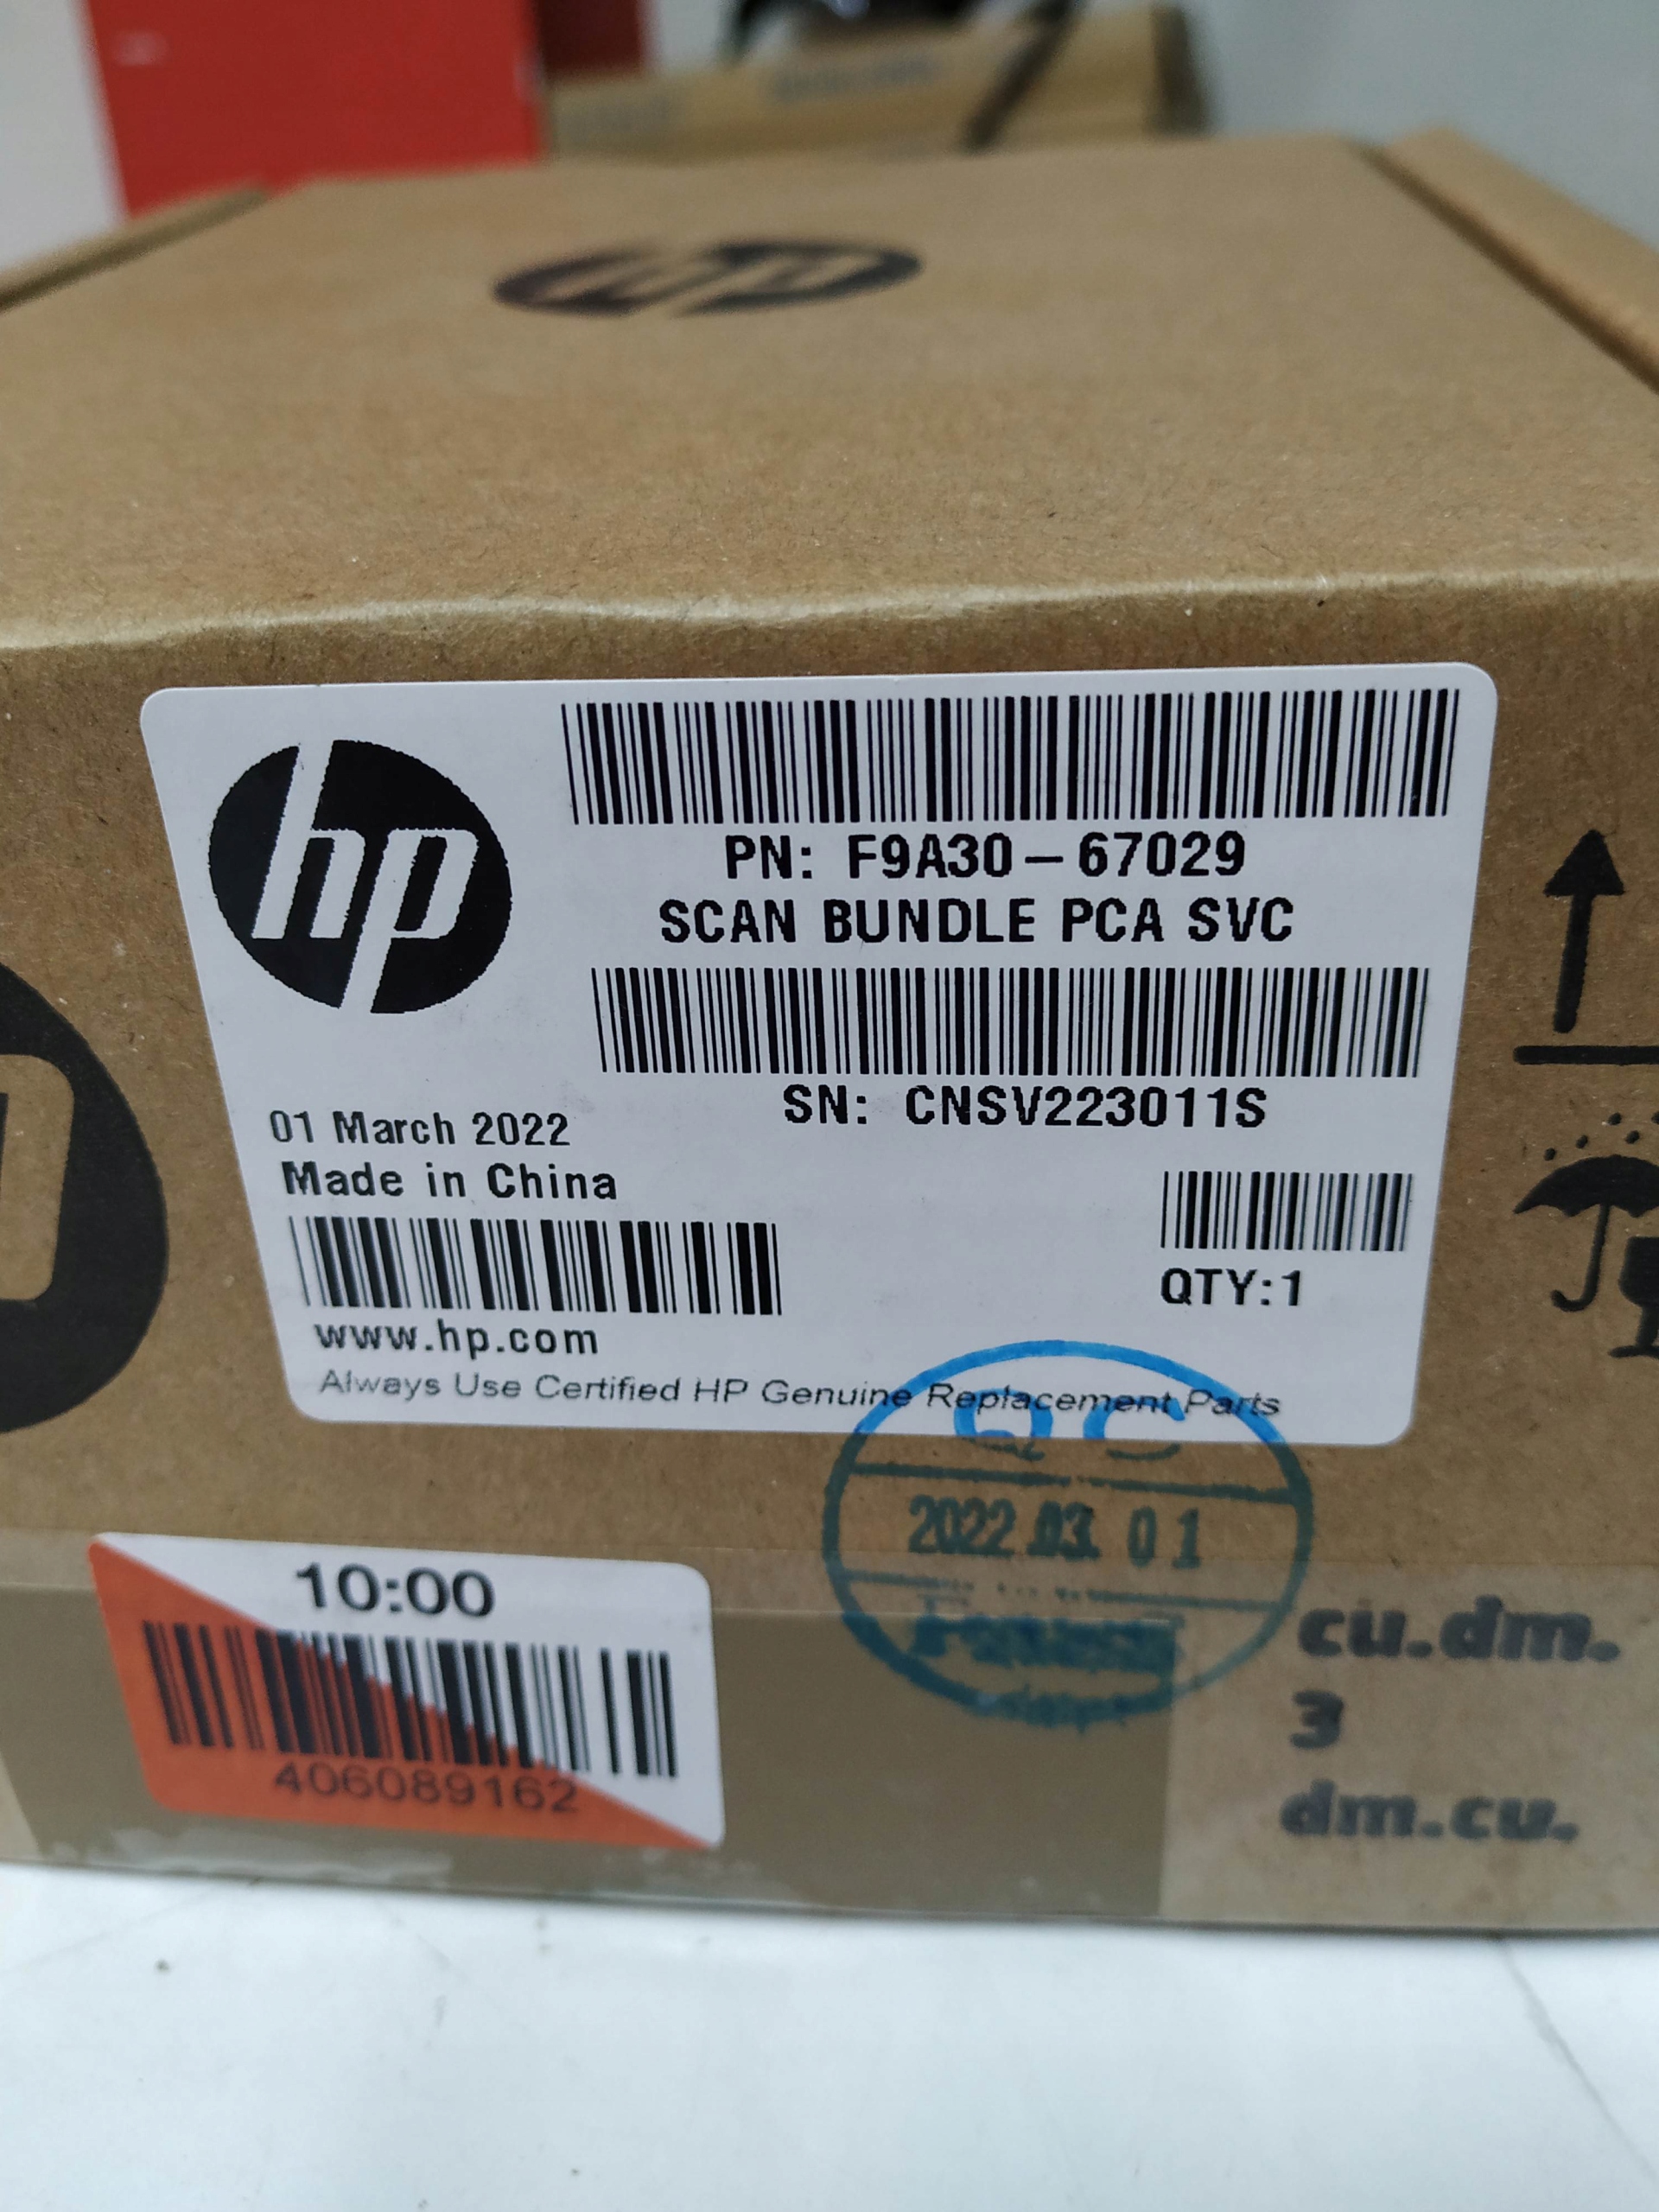 hp
hp
PN: F9A30-67029
SCAN BUNDLE PCA SVC
SN: CNSV223011S
01 March 2022
Made in China
QTY:1
www.hp.com
Always Use Certified HP Genuine Replacement Parts
QC
2022.03.01
10:00
406089162
cu.dm.
3
dm.cu.